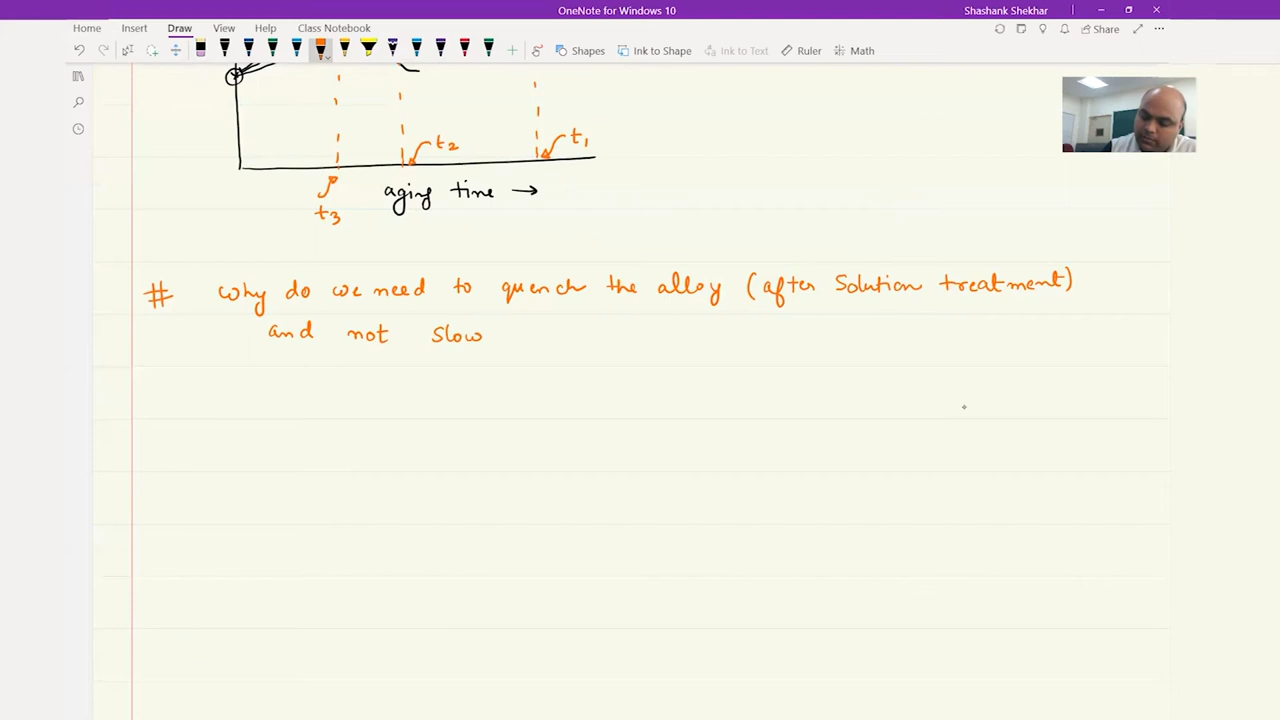 OneNote for Windows 10
Shashank Shekhar
Home Insert Draw View Help Class Notebook
Share
Shapes Ink to Shape Ink to Text Ruler Math
t2
t1
aging time →
t3
# Why do we need to quench the alloy (after Solution treatment)
and not slow